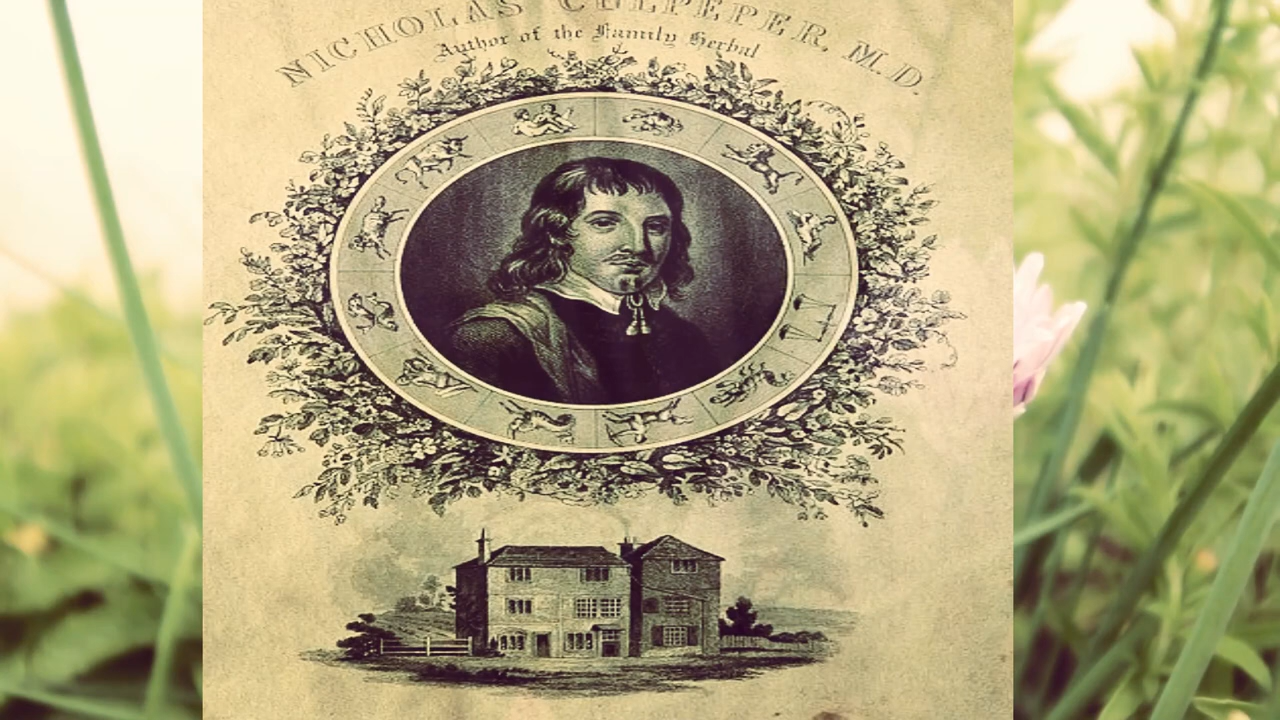 NICHOLAS CULPEPER, M.D.
Author of the Family Herbal